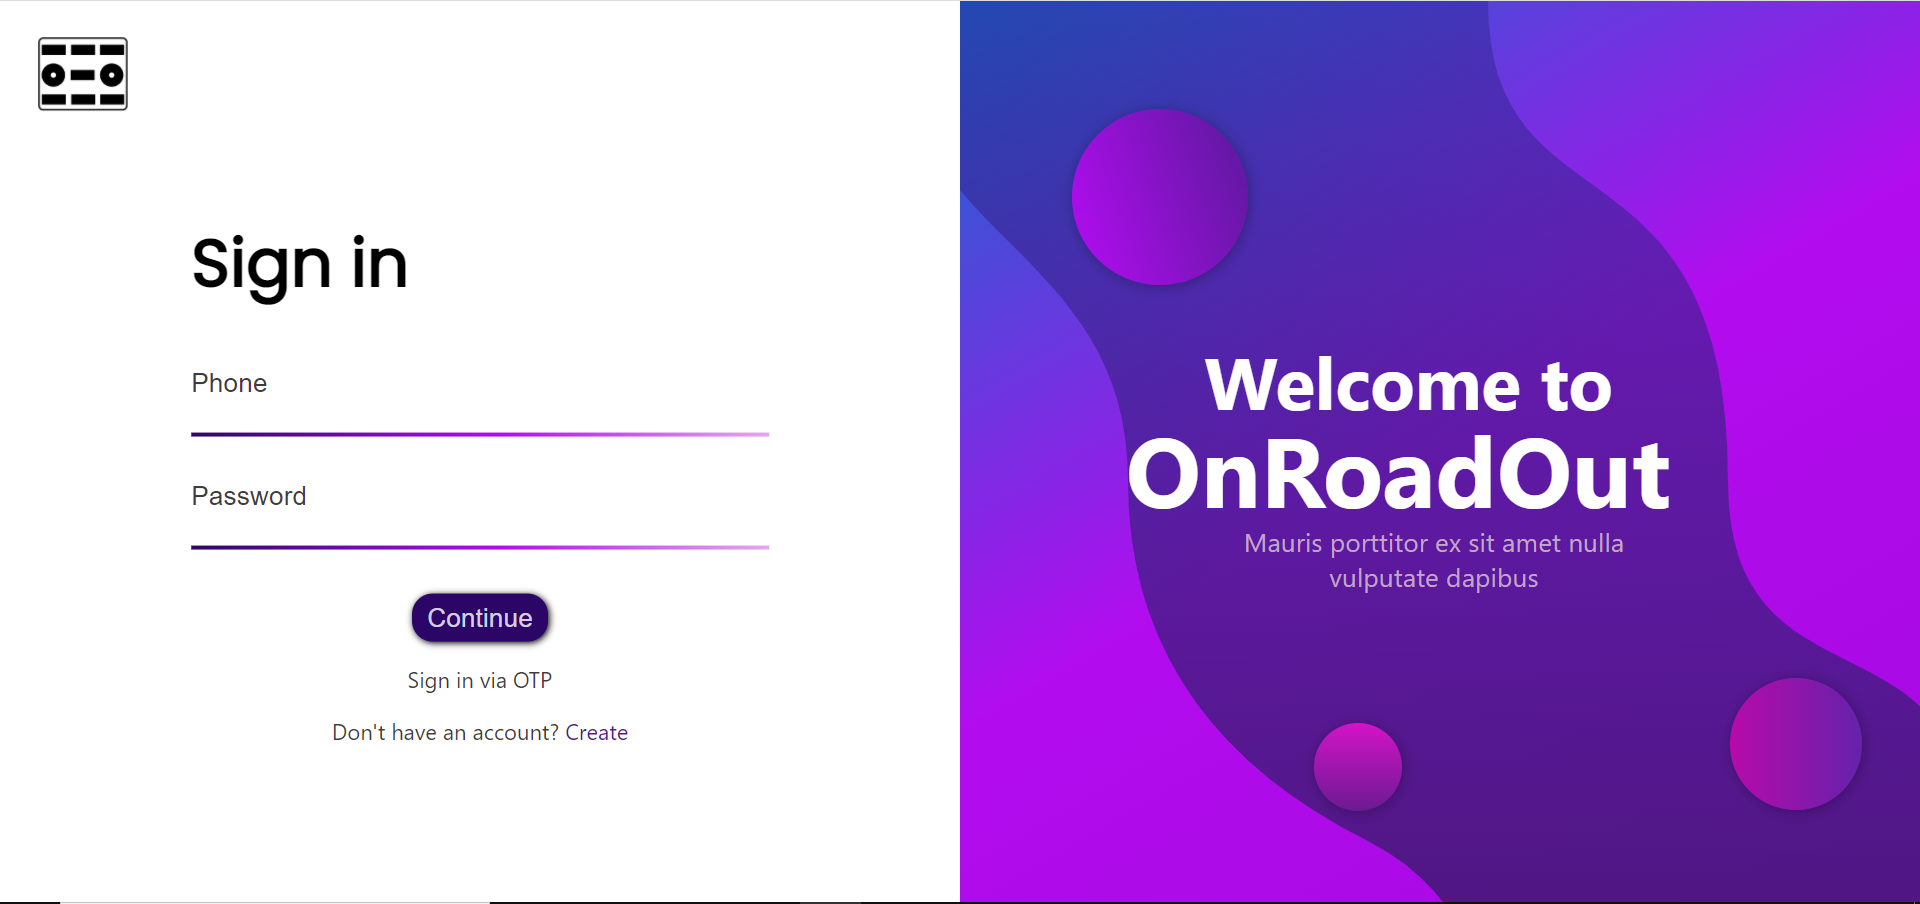 Sign in
Phone
Password
Continue
Sign in via OTP
Don't have an account? Create
Welcome to
OnRoadOut
Mauris porttitor ex sit amet nulla
vulputate dapibus